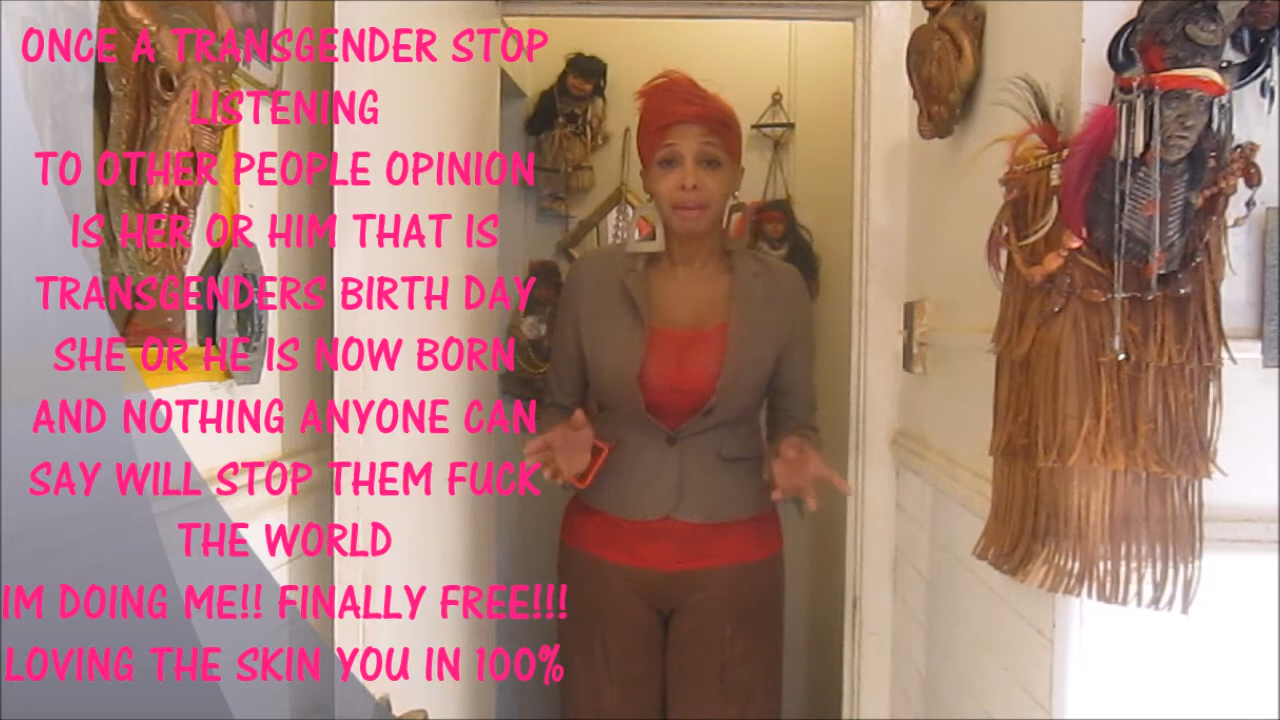 ONCE A TRANSGENDER STOP
LISTENING
TO OTHER PEOPLE OPINION
IS HER OR HIM THAT IS
TRANSGENDERS BIRTH DAY
SHE OR HE IS NOW BORN
AND NOTHING ANYONE CAN
SAY WILL STOP THEM FUCK
THE WORLD
IM DOING ME!! FINALLY FREE!!!
LOVING THE SKIN YOU IN 100%